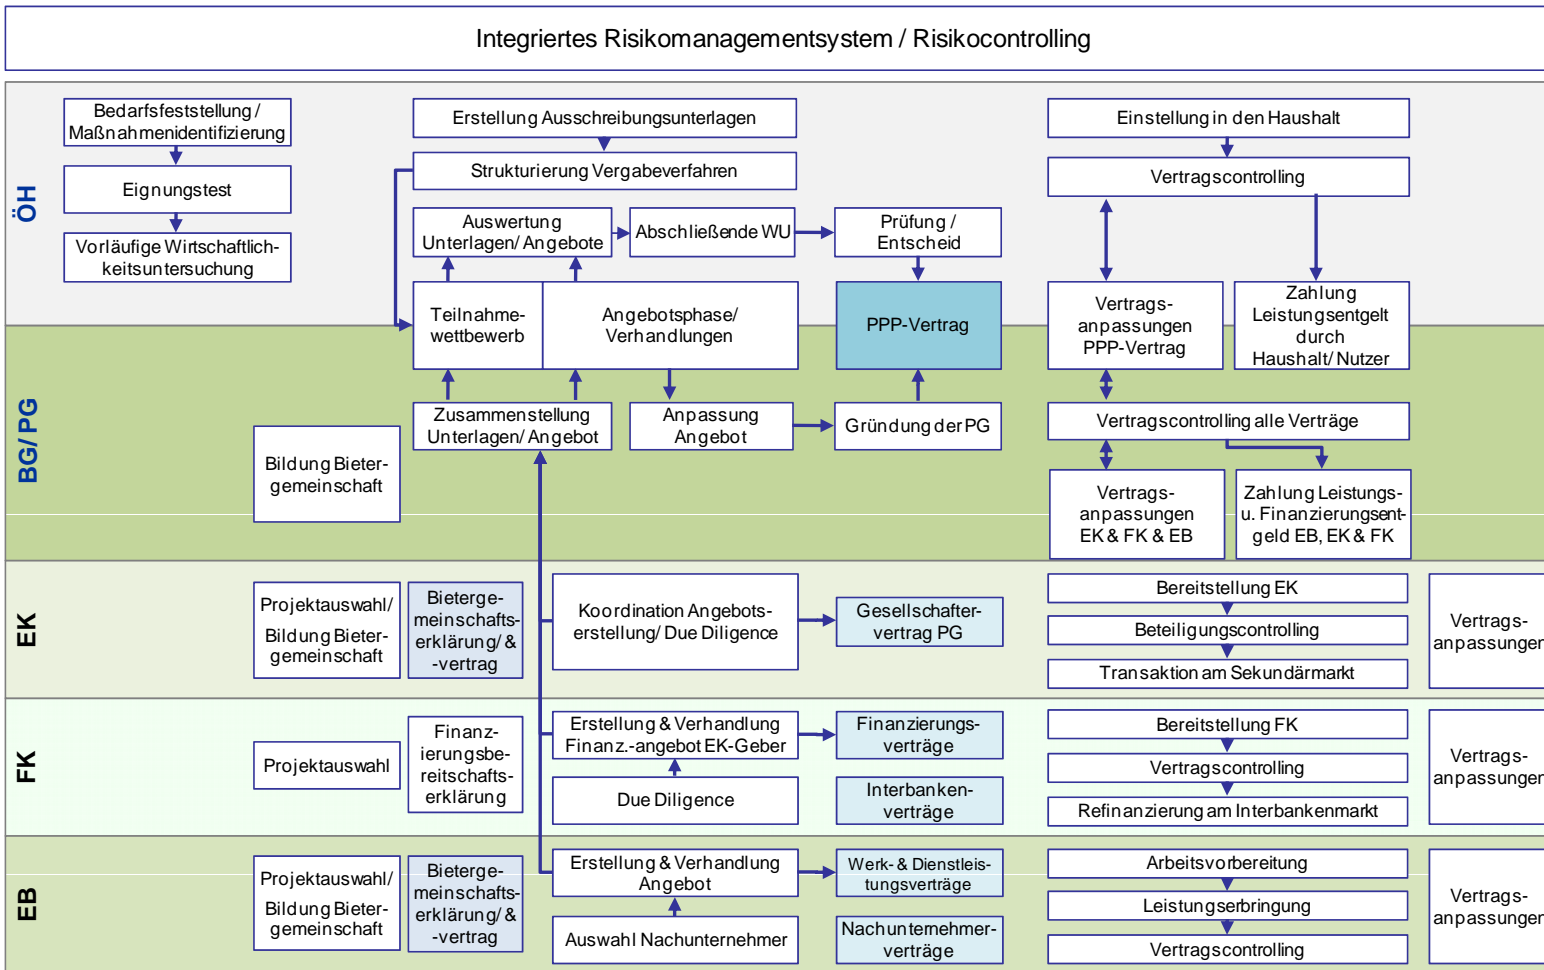 Integriertes Risikomanagementsystem / Risikocontrolling
ÖH
Bedarfsfeststellung /
Maßnahmenidentifizierung
Eignungstest
Vorläufige Wirtschaftlich-
keitsuntersuchung
Erstellung Ausschreibungsunterlagen
Strukturierung Vergabeverfahren
Auswertung
Unterlagen/ Angebote
Abschließende WU
Prüfung /
Entscheid
Teilnahme-
wettbewerb
Angebotsphase/
Verhandlungen
PPP-Vertrag
Einstellung in den Haushalt
Vertragscontrolling
Vertrags-
anpassungen
PPP-Vertrag
Zahlung
Leistungsentgelt
durch
Haushalt/ Nutzer
BG/ PG
Bildung Bieter-
gemeinschaft
Zusammenstellung
Unterlagen/ Angebot
Anpassung
Angebot
Gründung der PG
Vertragscontrolling alle Verträge
Vertrags-
anpassungen
EK & FK & EB
Zahlung Leistungs-
u. Finanzierungsent-
geld EB, EK & FK
EK
Projektauswahl/
Bildung Bieter-
gemeinschaft
Bieterge-
meinschafts-
erklärung/ &
-vertrag
Koordination Angebots-
erstellung/ Due Diligence
Gesellschafter-
vertrag PG
Bereitstellung EK
Beteiligungscontrolling
Transaktion am Sekundärmarkt
Vertrags-
anpassungen
FK
Projektauswahl
Finanz-
ierungsbe-
reitschafts-
erklärung
Erstellung & Verhandlung
Finanz.-angebot EK-Geber
Due Diligence
Finanzierungs-
verträge
Interbanken-
verträge
Bereitstellung FK
Vertragscontrolling
Refinanzierung am Interbankenmarkt
Vertrags-
anpassungen
EB
Projektauswahl/
Bildung Bieter-
gemeinschaft
Bieterge-
meinschafts-
erklärung/ &
-vertrag
Erstellung & Verhandlung
Angebot
Auswahl Nachunternehmer
Werk- & Dienstleis-
tungsverträge
Nachunternehmer-
verträge
Arbeitsvorbereitung
Leistungserbringung
Vertragscontrolling
Vertrags-
anpassungen